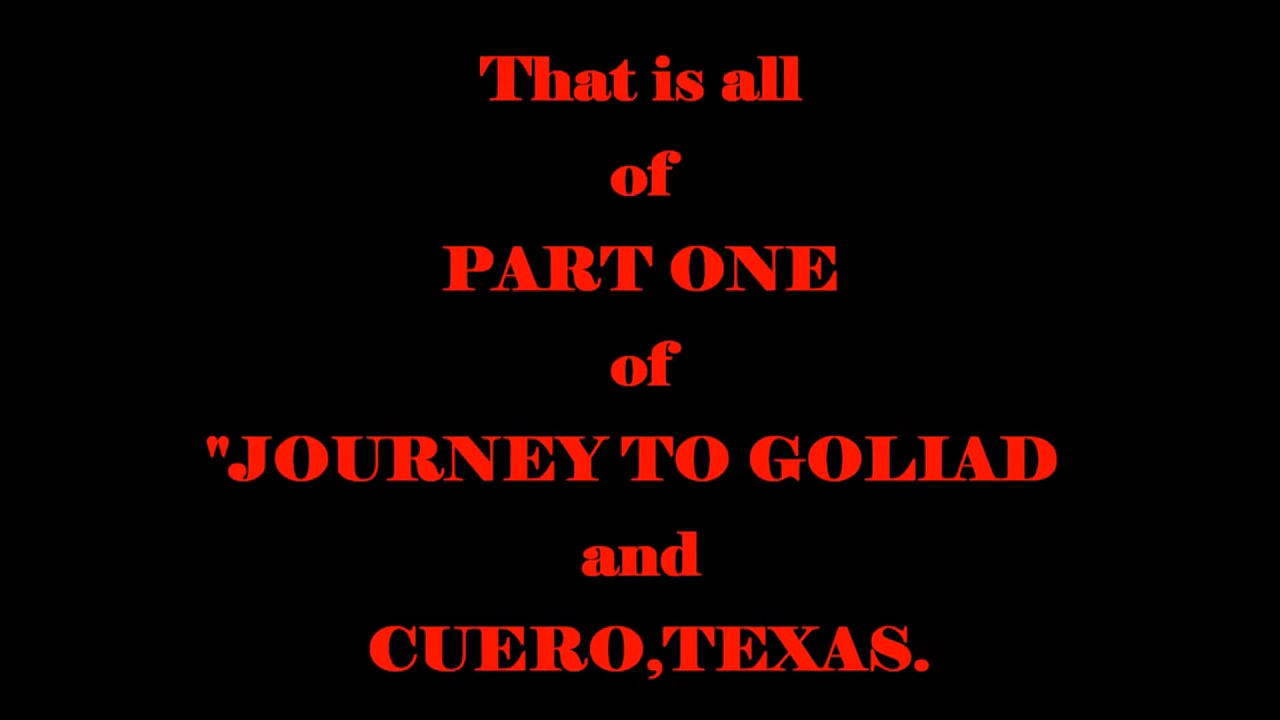 That is all
of
PART ONE
of
"JOURNEY TO GOLIAD
and
CUERO,TEXAS.